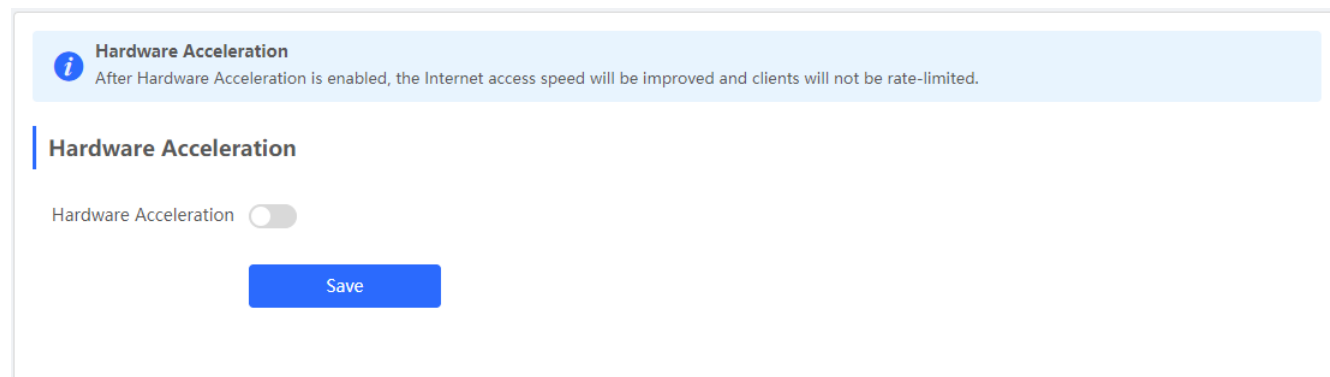 Hardware Acceleration
After Hardware Acceleration is enabled, the Internet access speed will be improved and clients will not be rate-limited.
Hardware Acceleration
Hardware Acceleration
Save